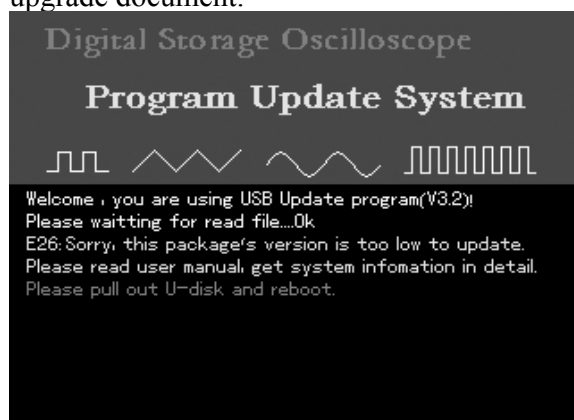 upgrade document.
Digital Storage Oscilloscope
Program Update System
Welcome , you are using USB Update program(V3.2)!
Please waitting for read file....Ok
E26:Sorry, this package's version is too low to update.
Please read user manual, get system infomation in detail.
Please pull out U-disk and reboot.